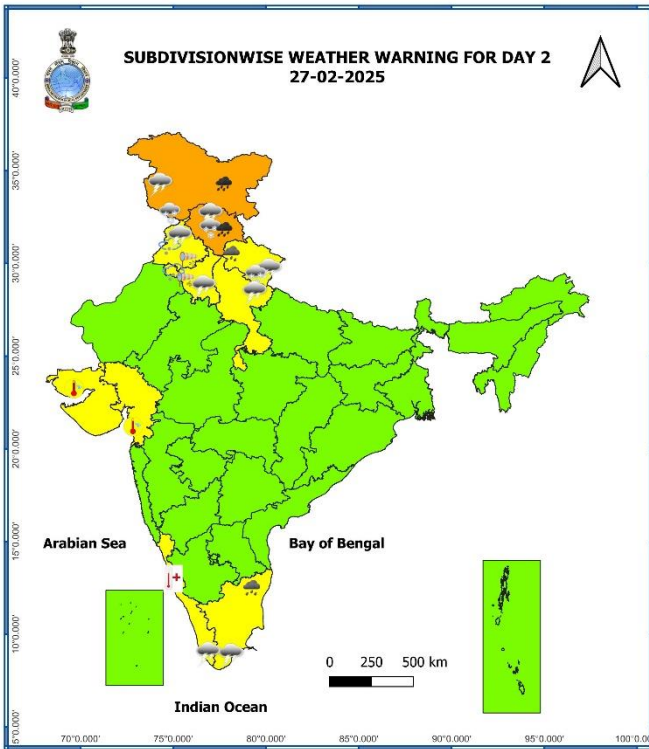 SUBDIVISIONWISE WEATHER WARNING FOR DAY 2
27-02-2025
40°0.000'
35°0.000'
30°0.000'
25°0.000'
20°0.000'
15°0.000'
10°0.000'
5°0.000'
Arabian Sea
Bay of Bengal
0 250 500 km
Indian Ocean
70°0.000' 75°0.000' 80°0.000' 85°0.000' 90°0.000' 95°0.000' 100°0.0